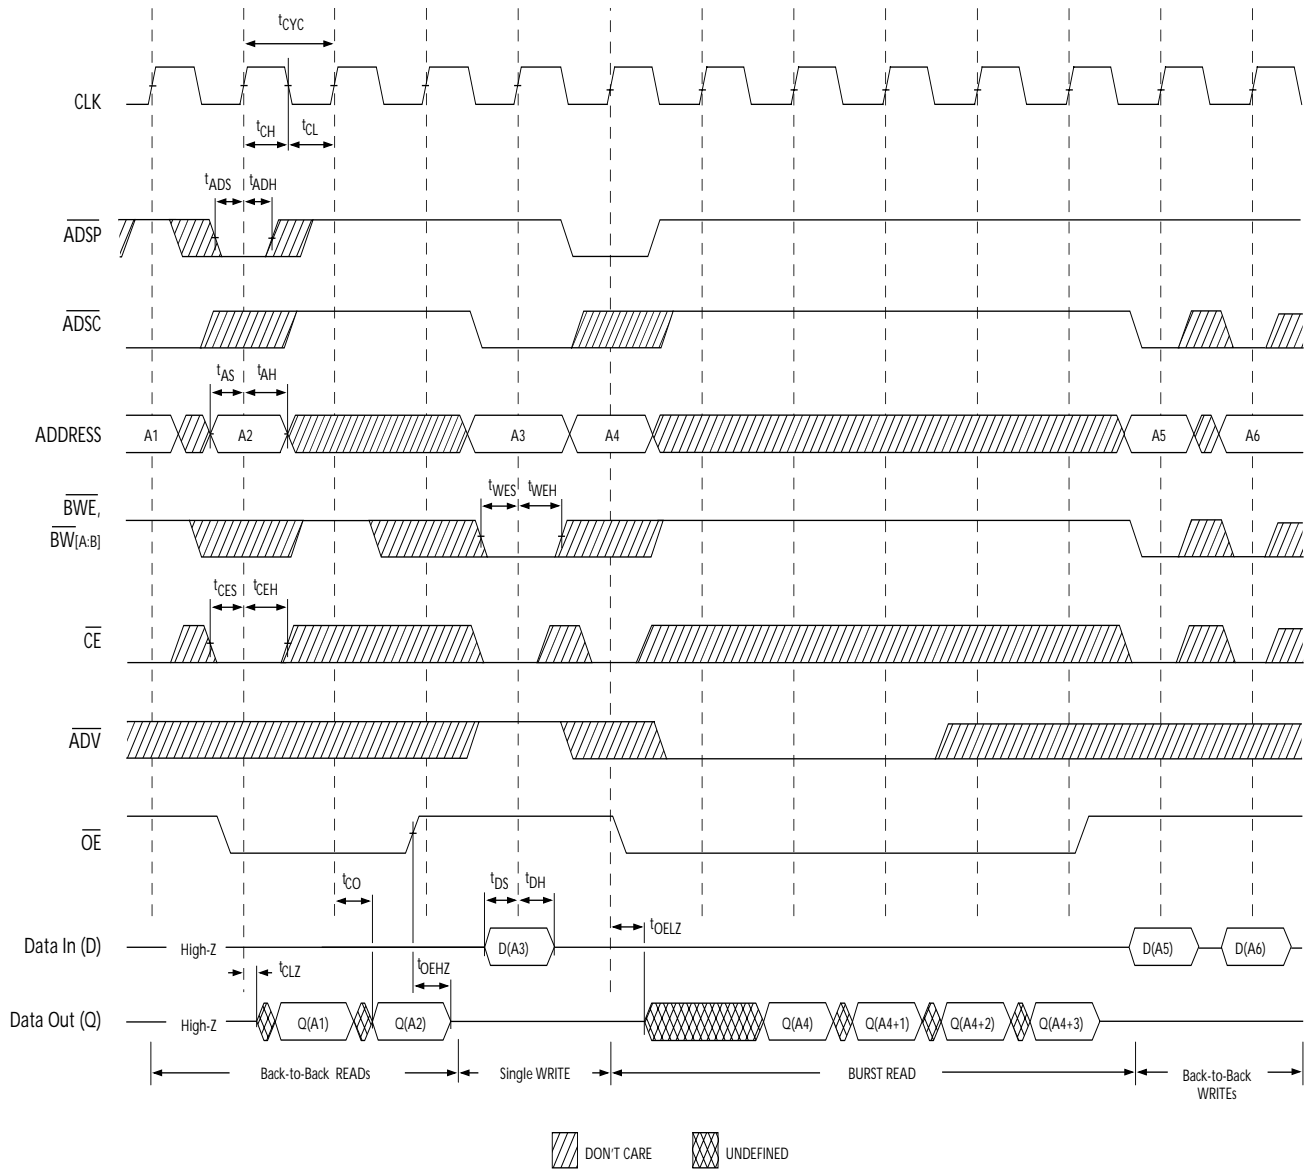 tCYC
CLK
tCH tCL
tADS tADH
ADSP
ADSC
tAS tAH
ADDRESS A1 A2 A3 A4 A5 A6
tWES tWEH
BWE,
BW[A:B]
tCES tCEH
CE
ADV
OE
tCO tDS tDH
tOELZ
Data In (D) High-Z D(A3) D(A5) D(A6)
tCLZ tOEHZ
Data Out (Q) High-Z Q(A1) Q(A2) Q(A4) Q(A4+1) Q(A4+2) Q(A4+3)
Back-to-Back READs Single WRITE BURST READ Back-to-Back
WRITEs
DON'T CARE UNDEFINED